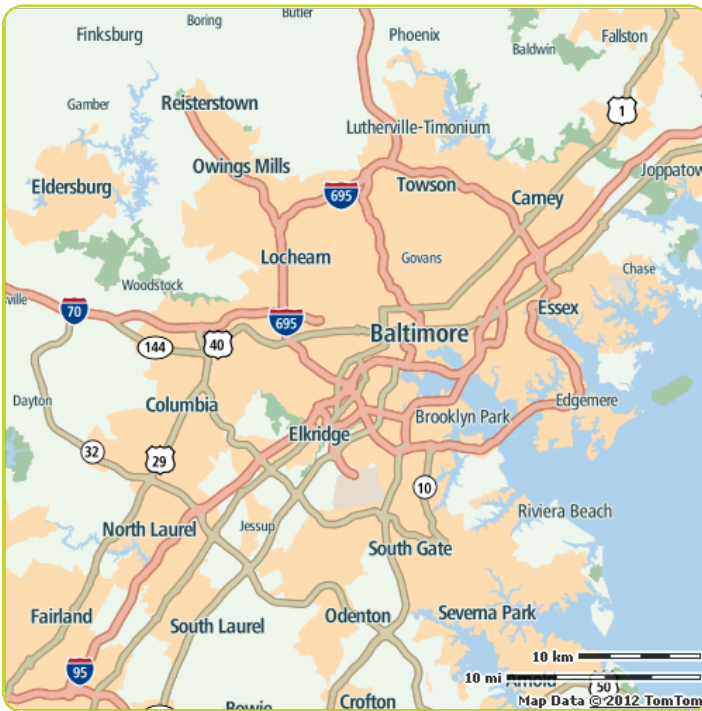 Butler
Boring
Finksburg
Phoenix
Fallston
Baldwin
Gamber
Reisterstown
1
Lutherville-Timonium
Owings Mills
Joppatow
Eldersburg
Towson
695
Carney
Lochearn
Govans
Chase
Woodstock
sville
70
Essex
695
Baltimore
144
40
Dayton
Columbia
Edgemere
Brooklyn Park
Elkridge
32
29
10
Riviera Beach
North Laurel
Jessup
South Gate
Fairland
South Laurel
Odenton
Severna Park
10 km
95
10 mi
Arnold
50
Bowie
Crofton
Map Data © 2012 TomTom